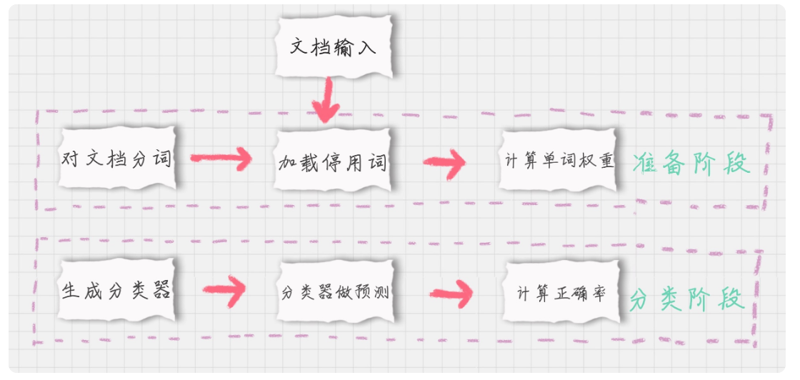 文档输入
对文档分词
加载停用词
计算单词权重
准备阶段
生成分类器
分类器做预测
计算正确率
分类阶段